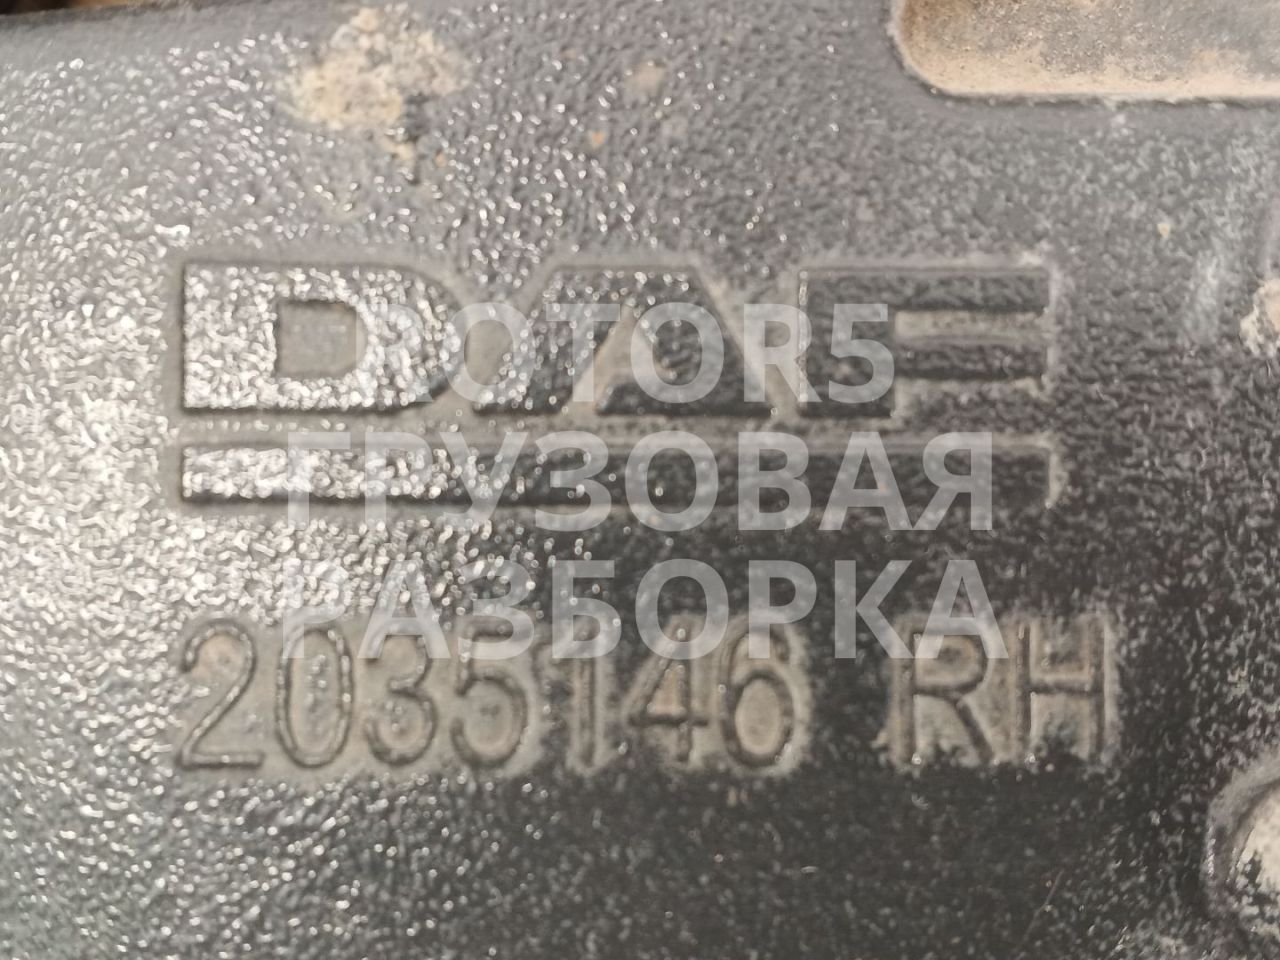 DAF
ROTOR5
ГРУЗОВАЯ
РАЗБОРКА
2035146 RH